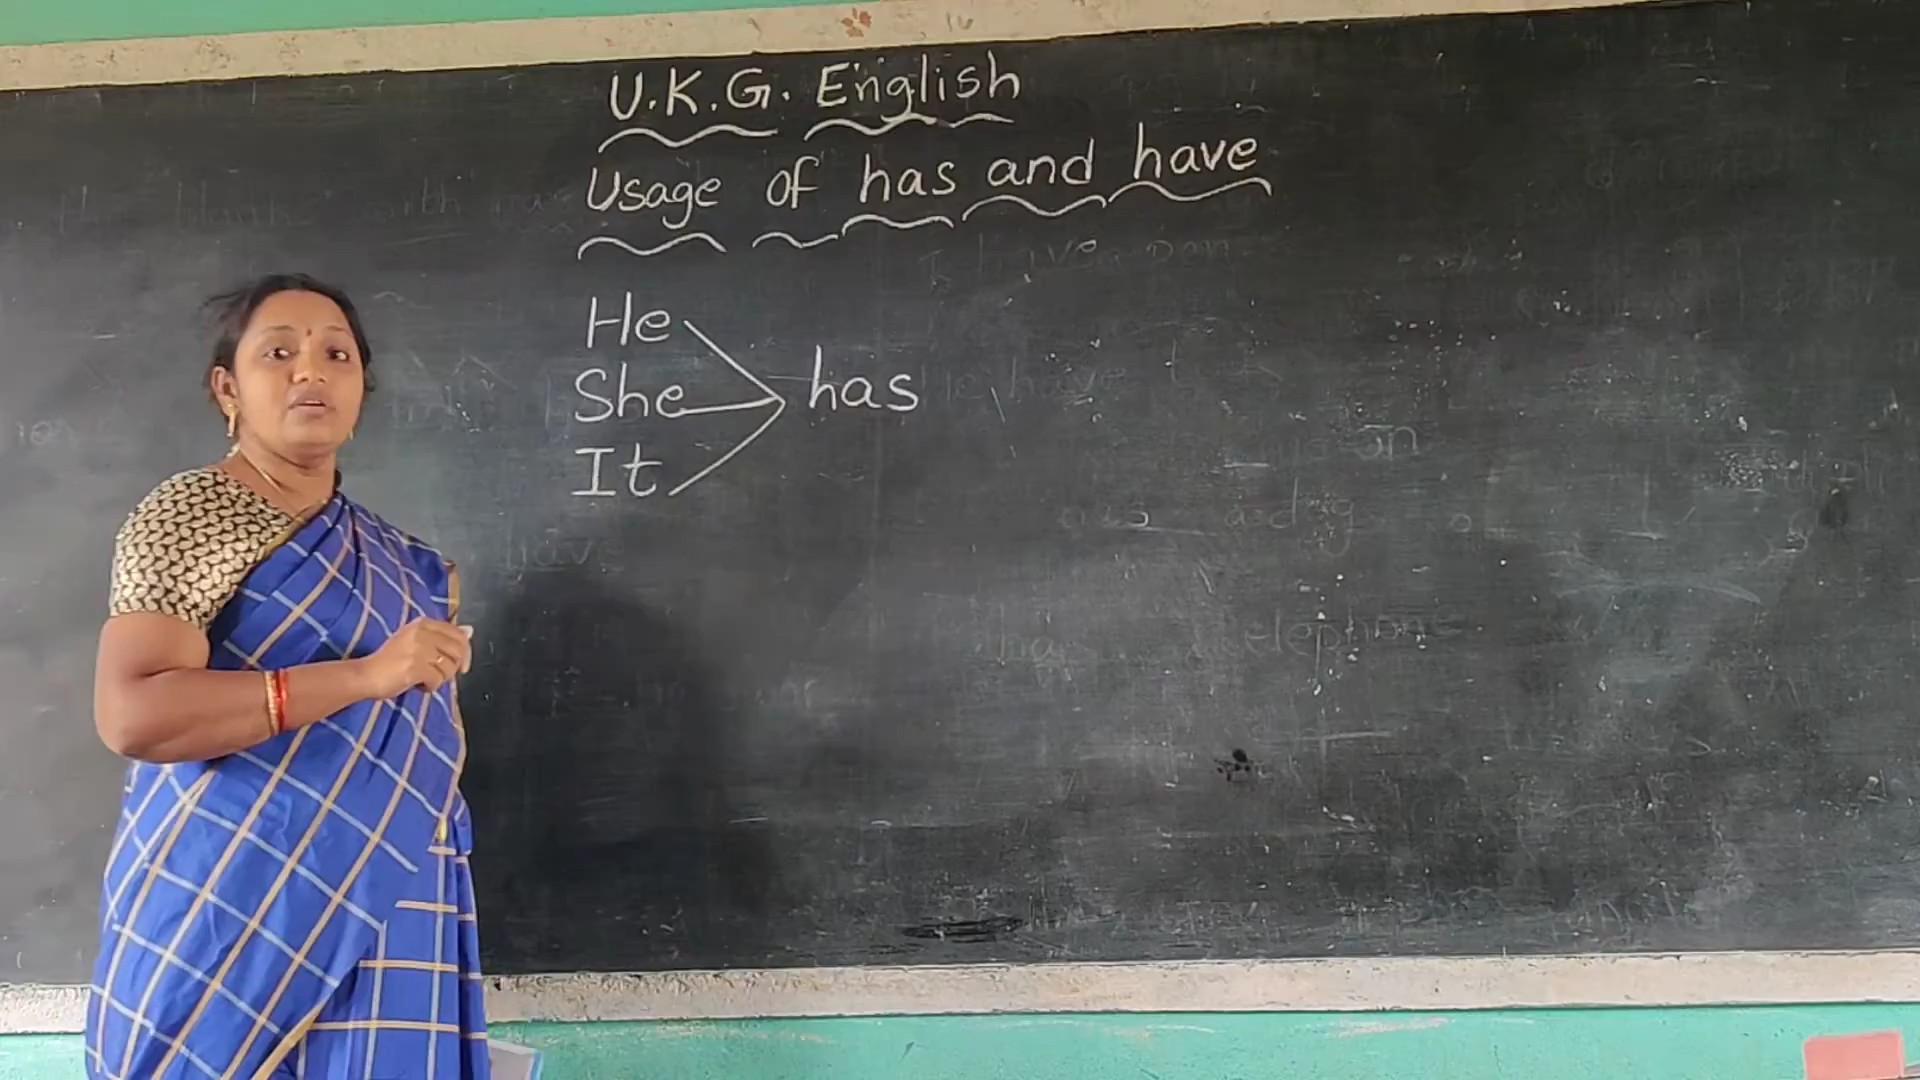 U.K.G. English
Usage of has and have
He
She has
It